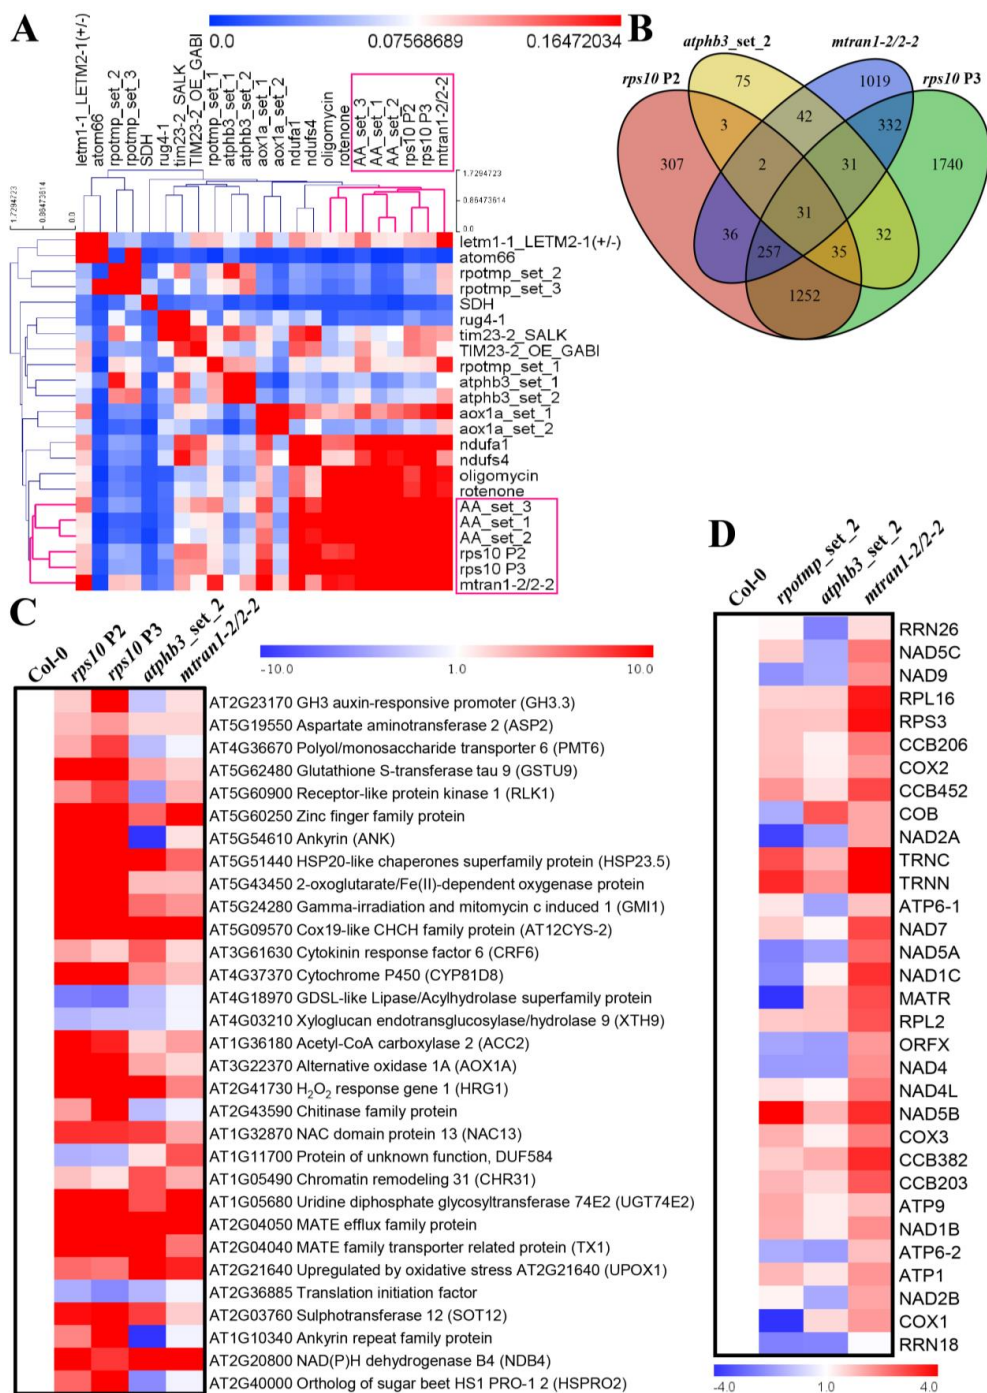 A
0.0 0.07568689 0.16472034
letm1-1_LETM2-1(+/-)
atom66
rpotmp_set_2
rpotmp_set_3
SDH
rug4-1
tim23-2_SALK
TIM23-2_OE_GABI
rpotmp_set_1
atphb3_set_1
atphb3_set_2
aox1a_set_1
aox1a_set_2
ndufa1
ndufs4
oligomycin
rotenone
AA_set_3
AA_set_1
AA_set_2
rps10 P2
rps10 P3
mtran1-2/2-2
1.7294723
0.86473614
0.0
1.7294723
0.86473614
0.0
letm1-1_LETM2-1(+/-)
atom66
rpotmp_set_2
rpotmp_set_3
SDH
rug4-1
tim23-2_SALK
TIM23-2_OE_GABI
rpotmp_set_1
atphb3_set_1
atphb3_set_2
aox1a_set_1
aox1a_set_2
ndufa1
ndufs4
oligomycin
rotenone
AA_set_3
AA_set_1
AA_set_2
rps10 P2
rps10 P3
mtran1-2/2-2
B
atphb3_set_2
mtran1-2/2-2
rps10 P2
rps10 P3
75
1019
3
42
332
307
2
31
1740
31
36
257
35
32
1252
C
Col-0
rps10 P2
rps10 P3
atphb3_set_2
mtran1-2/2-2
-10.0 1.0 10.0
AT2G23170 GH3 auxin-responsive promoter (GH3.3)
AT5G19550 Aspartate aminotransferase 2 (ASP2)
AT4G36670 Polyol/monosaccharide transporter 6 (PMT6)
AT5G62480 Glutathione S-transferase tau 9 (GSTU9)
AT5G60900 Receptor-like protein kinase 1 (RLK1)
AT5G60250 Zinc finger family protein
AT5G54610 Ankyrin (ANK)
AT5G51440 HSP20-like chaperones superfamily protein (HSP23.5)
AT5G43450 2-oxoglutarate/Fe(II)-dependent oxygenase protein
AT5G24280 Gamma-irradiation and mitomycin c induced 1 (GMI1)
AT5G09570 Cox19-like CHCH family protein (AT12CYS-2)
AT3G61630 Cytokinin response factor 6 (CRF6)
AT4G37370 Cytochrome P450 (CYP81D8)
AT4G18970 GDSL-like Lipase/Acylhydrolase superfamily protein
AT4G03210 Xyloglucan endotransglucosylase/hydrolase 9 (XTH9)
AT1G36180 Acetyl-CoA carboxylase 2 (ACC2)
AT3G22370 Alternative oxidase 1A (AOX1A)
AT2G41730 H₂O₂ response gene 1 (HRG1)
AT2G43590 Chitinase family protein
AT1G32870 NAC domain protein 13 (NAC13)
AT1G11700 Protein of unknown function, DUF584
AT1G05490 Chromatin remodeling 31 (CHR31)
AT1G05680 Uridine diphosphate glycosyltransferase 74E2 (UGT74E2)
AT2G04050 MATE efflux family protein
AT2G04040 MATE family transporter related protein (TX1)
AT2G21640 Upregulated by oxidative stress AT2G21640 (UPOX1)
AT2G36885 Translation initiation factor
AT2G03760 Sulphotransferase 12 (SOT12)
AT1G10340 Ankyrin repeat family protein
AT2G20800 NAD(P)H dehydrogenase B4 (NDB4)
AT2G40000 Ortholog of sugar beet HS1 PRO-1 2 (HSPRO2)
D
Col-0
rpotmp_set_2
atphb3_set_2
mtran1-2/2-2
RRN26
NAD5C
NAD9
RPL16
RPS3
CCB206
COX2
CCB452
COB
NAD2A
TRNC
TRNN
ATP6-1
NAD7
NAD5A
NAD1C
MATR
RPL2
ORFX
NAD4
NAD4L
NAD5B
COX3
CCB382
CCB203
ATP9
NAD1B
ATP6-2
ATP1
NAD2B
COX1
RRN18
-4.0 1.0 4.0